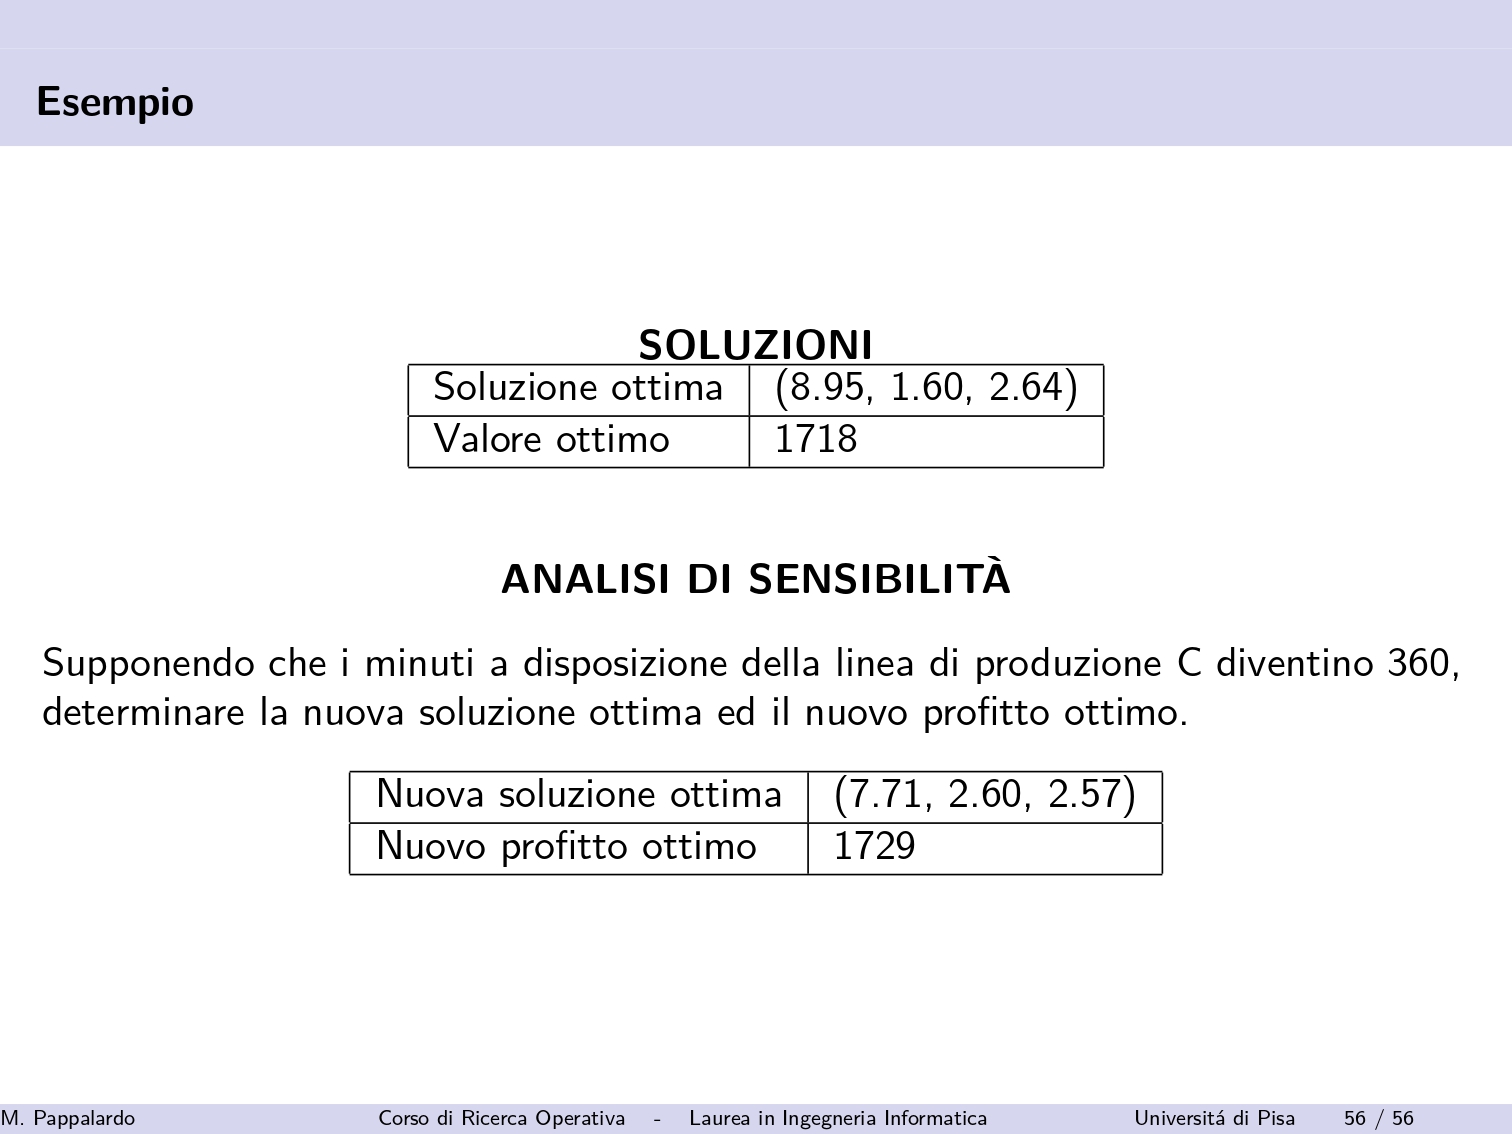 Esempio
SOLUZIONI
Soluzione ottima (8.95, 1.60, 2.64)
Valore ottimo 1718
ANALISI DI SENSIBILITÀ
Supponendo che i minuti a disposizione della linea di produzione C diventino 360,
determinare la nuova soluzione ottima ed il nuovo profitto ottimo.
Nuova soluzione ottima (7.71, 2.60, 2.57)
Nuovo profitto ottimo 1729
M. Pappalardo Corso di Ricerca Operativa - Laurea in Ingegneria Informatica Universitá di Pisa 56 / 56